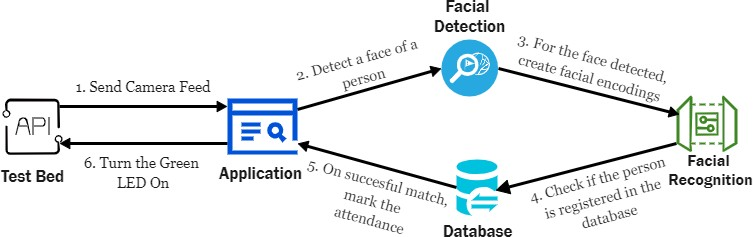 Facial
Detection
1. Send Camera Feed
2. Detect a face of a
person
3. For the face detected,
create facial encodings
API
Test Bed
6. Turn the Green
LED On
Application
5. On succesful match,
mark the
attendance
Database
4. Check if the person
is registered in the
database
Facial
Recognition